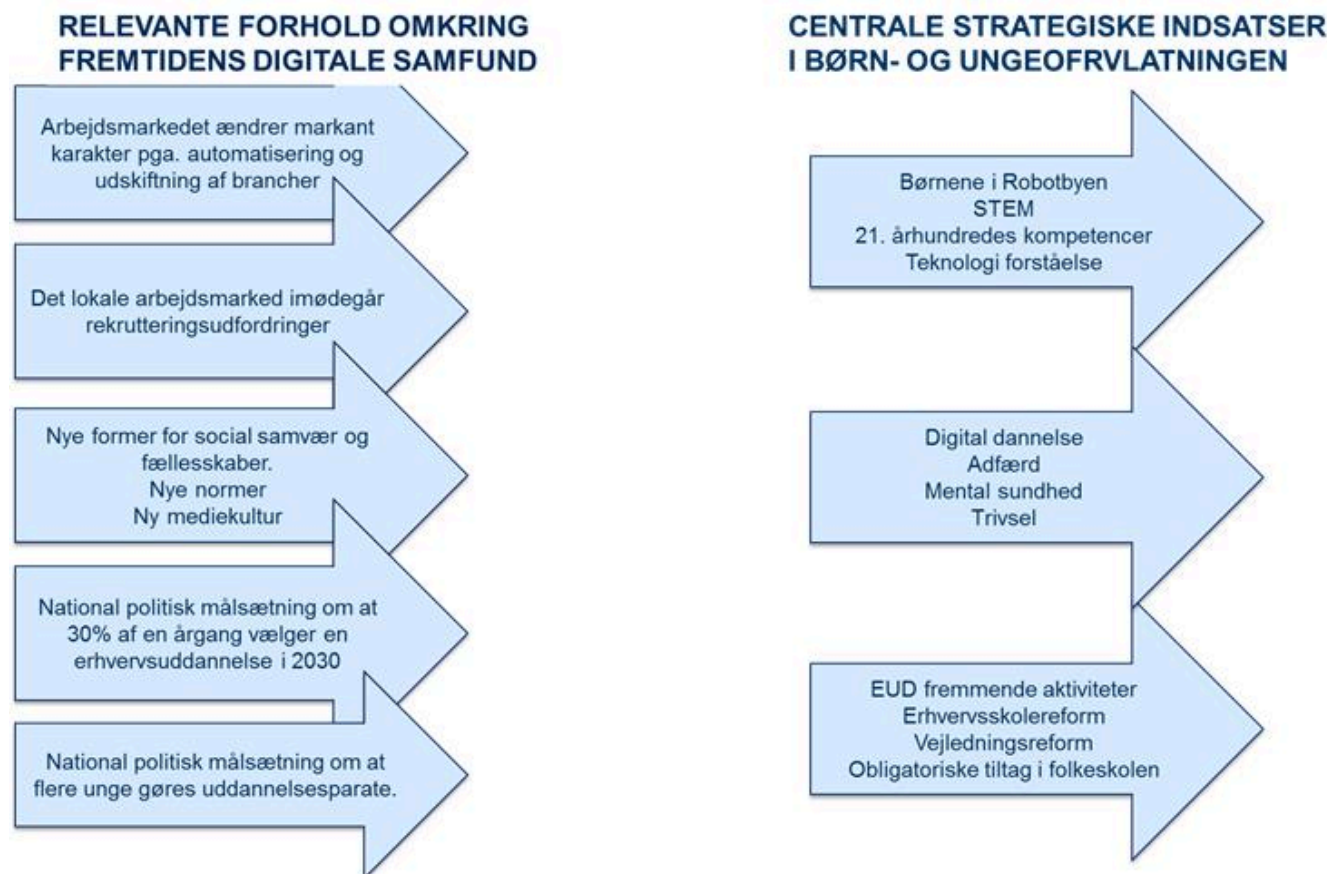 RELEVANTE FORHOLD OMKRING
FREMTIDENS DIGITALE SAMFUND
Arbejdsmarkedet ændrer markant
karakter pga. automatisering og
udskiftning af brancher
Det lokale arbejdsmarked imødegår
rekrutteringsudfordringer
Nye former for social samvær og
fællesskaber.
Nye normer
Ny mediekultur
National politisk målsætning om at
30% af en årgang vælger en
erhvervsuddannelse i 2030
National politisk målsætning om at
flere unge gøres uddannelsesparate.
CENTRALE STRATEGISKE INDSATSER
I BØRN- OG UNGEOFRVLATNINGEN
Børnene i Robotbyen
STEM
21. århundredes kompetencer
Teknologi forståelse
Digital dannelse
Adfærd
Mental sundhed
Trivsel
EUD fremmende aktiviteter
Erhvervsskolereform
Vejledningsreform
Obligatoriske tiltag i folkeskolen